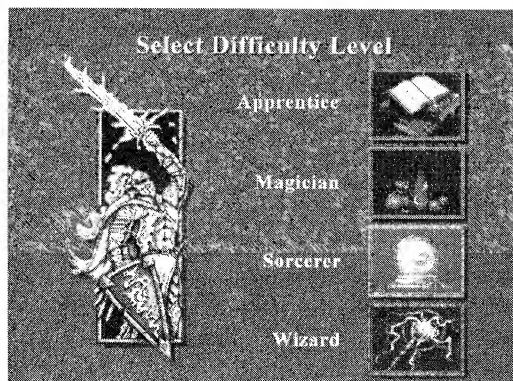 Select Difficulty Level
Apprentice
Magician
Sorcerer
Wizard